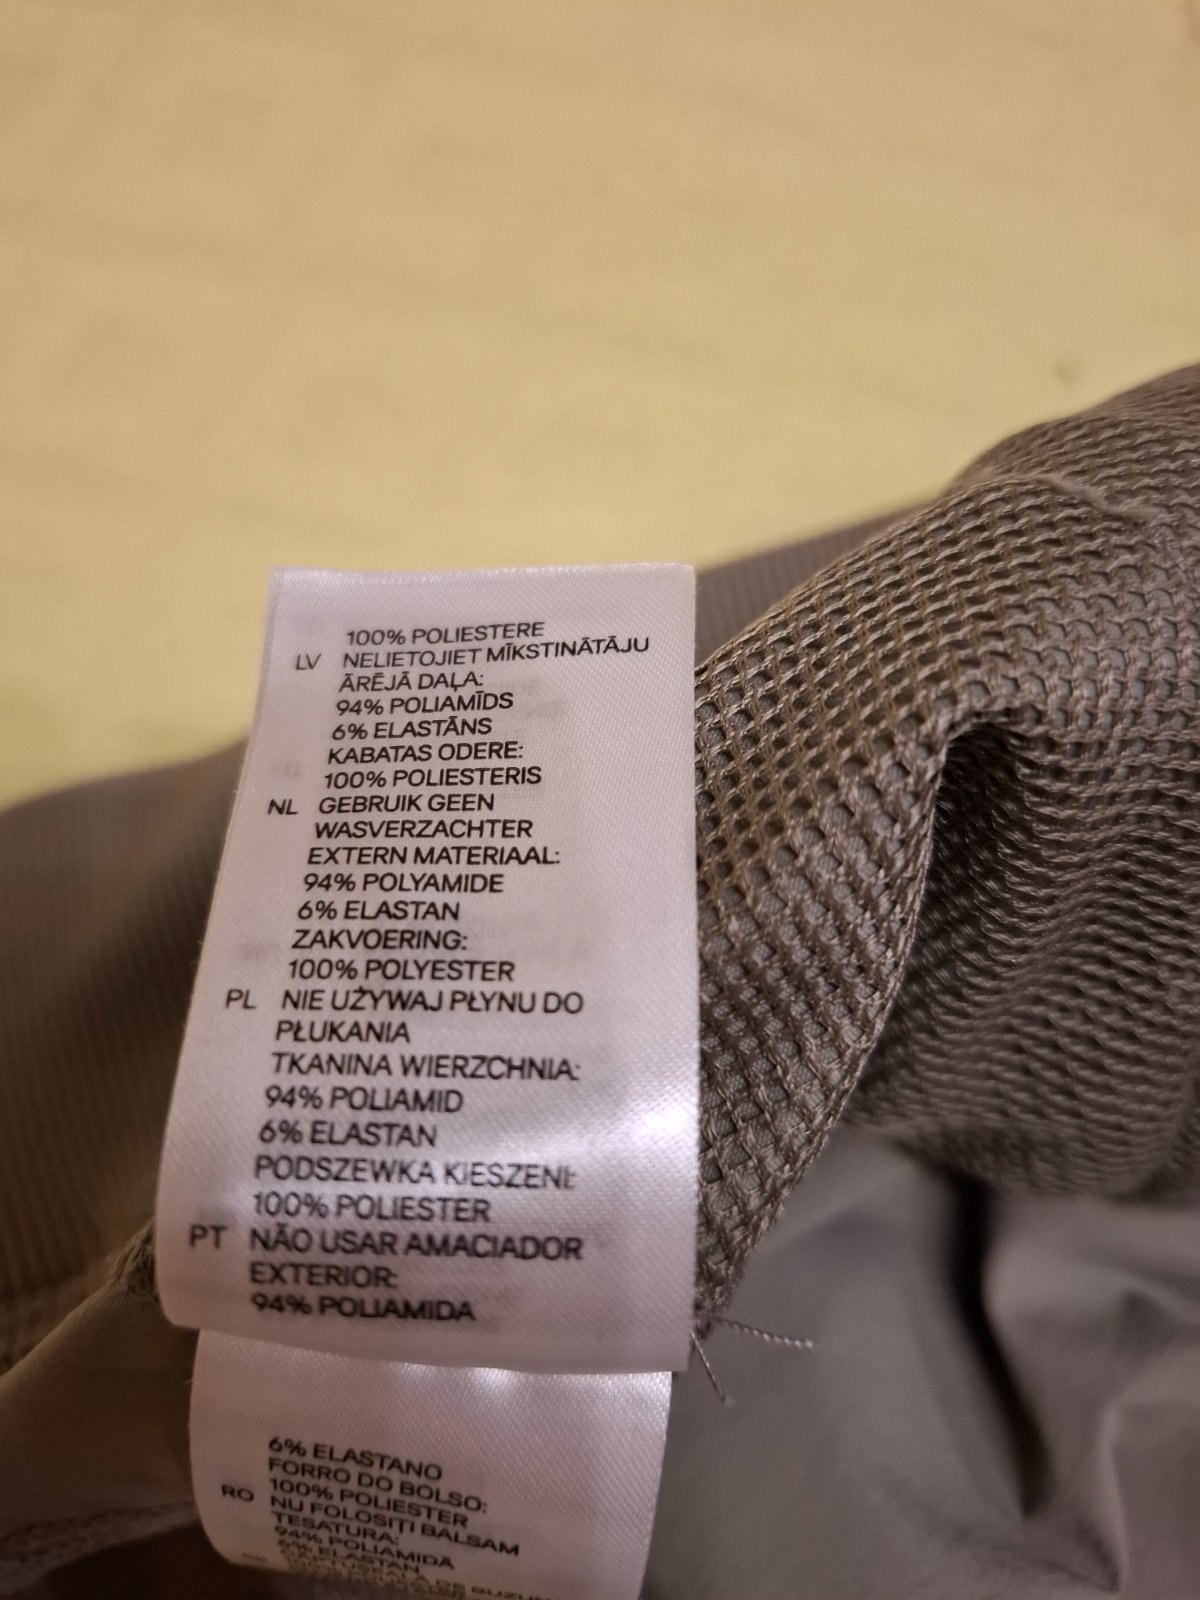 100% POLIESTERE
LV NELIETOJIET MĪKSTINĀTĀJU
ĀRĒJĀ DAĻA:
94% POLIAMĪDS
6% ELASTĀNS
KABATAS ODERE:
100% POLIESTERIS
NL GEBRUIK GEEN
WASVERZACHTER
EXTERN MATERIAAL:
94% POLYAMIDE
6% ELASTAN
ZAKVOERING:
100% POLYESTER
PL NIE UŻYWAJ PŁYNU DO
PŁUKANIA
TKANINA WIERZCHNIA:
94% POLIAMID
6% ELASTAN
PODSZEWKA KIESZENI:
100% POLIESTER
PT NÃO USAR AMACIADOR
EXTERIOR:
94% POLIAMIDA
6% ELASTANO
FORRO DO BOLSO:
100% POLIESTER
RO NU FOLOSIȚI BALSAM
TESATURA:
94% POLIAMIDĂ
6% ELASTAN